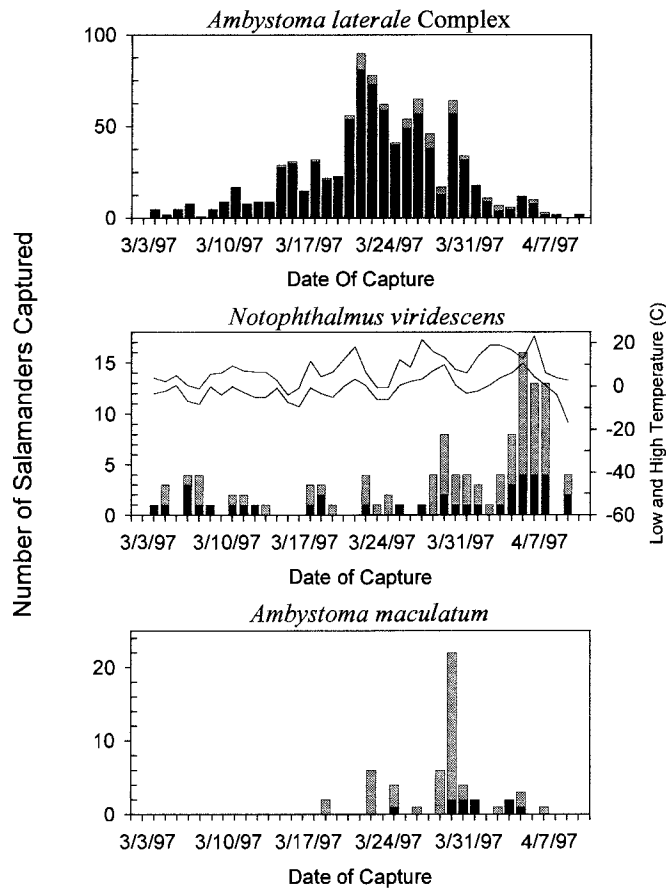 Ambystoma laterale Complex
100
50
0
3/3/97 3/10/97 3/17/97 3/24/97 3/31/97 4/7/97
Date Of Capture
Number of Salamanders Captured
Notophthalmus viridescens
15
10
5
0
20
0
-20
-40
-60
Low and High Temperature (C)
3/3/97 3/10/97 3/17/97 3/24/97 3/31/97 4/7/97
Date of Capture
Ambystoma maculatum
20
10
0
3/3/97 3/10/97 3/17/97 3/24/97 3/31/97 4/7/97
Date of Capture